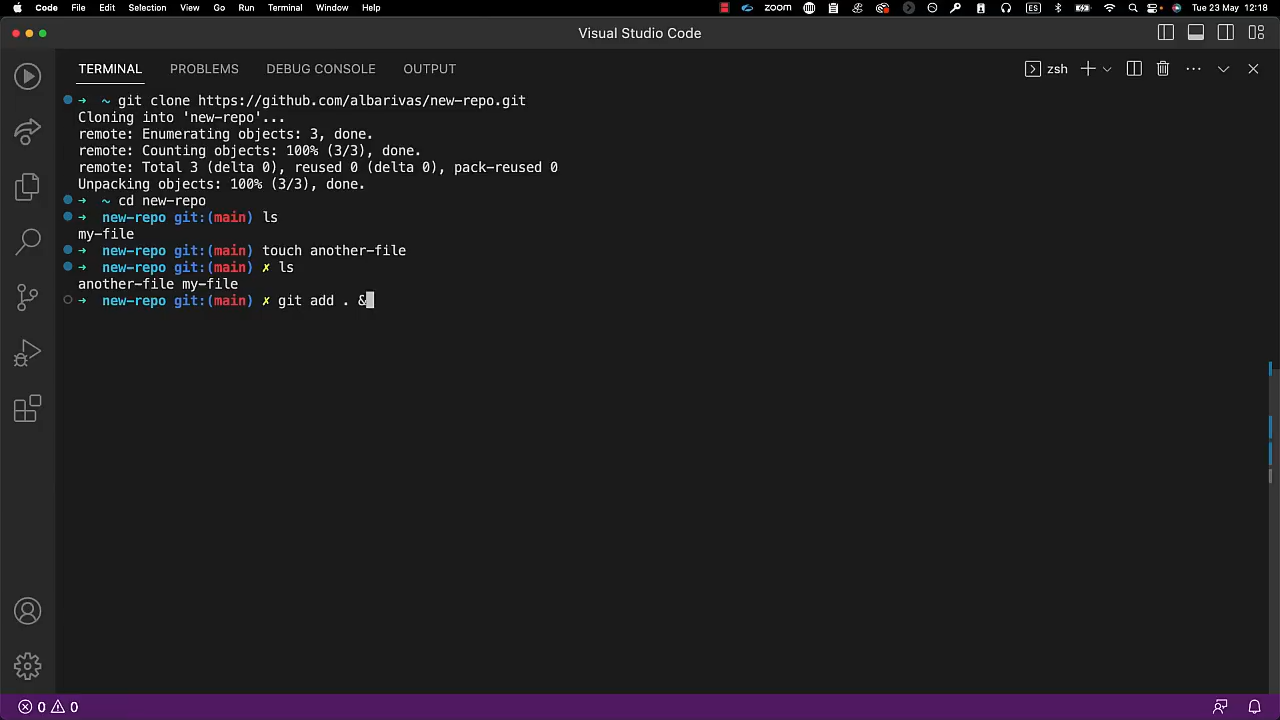 Code File Edit Selection View Go Run Terminal Window Help zoom ES Tue 23 May 12:18
Visual Studio Code
TERMINAL PROBLEMS DEBUG CONSOLE OUTPUT zsh
→ ~ git clone https://github.com/albarivas/new-repo.git
Cloning into 'new-repo'...
remote: Enumerating objects: 3, done.
remote: Counting objects: 100% (3/3), done.
remote: Total 3 (delta 0), reused 0 (delta 0), pack-reused 0
Unpacking objects: 100% (3/3), done.
→ ~ cd new-repo
→ new-repo git:(main) ls
my-file
→ new-repo git:(main) touch another-file
→ new-repo git:(main) ✗ ls
another-file my-file
→ new-repo git:(main) ✗ git add . &
0 0